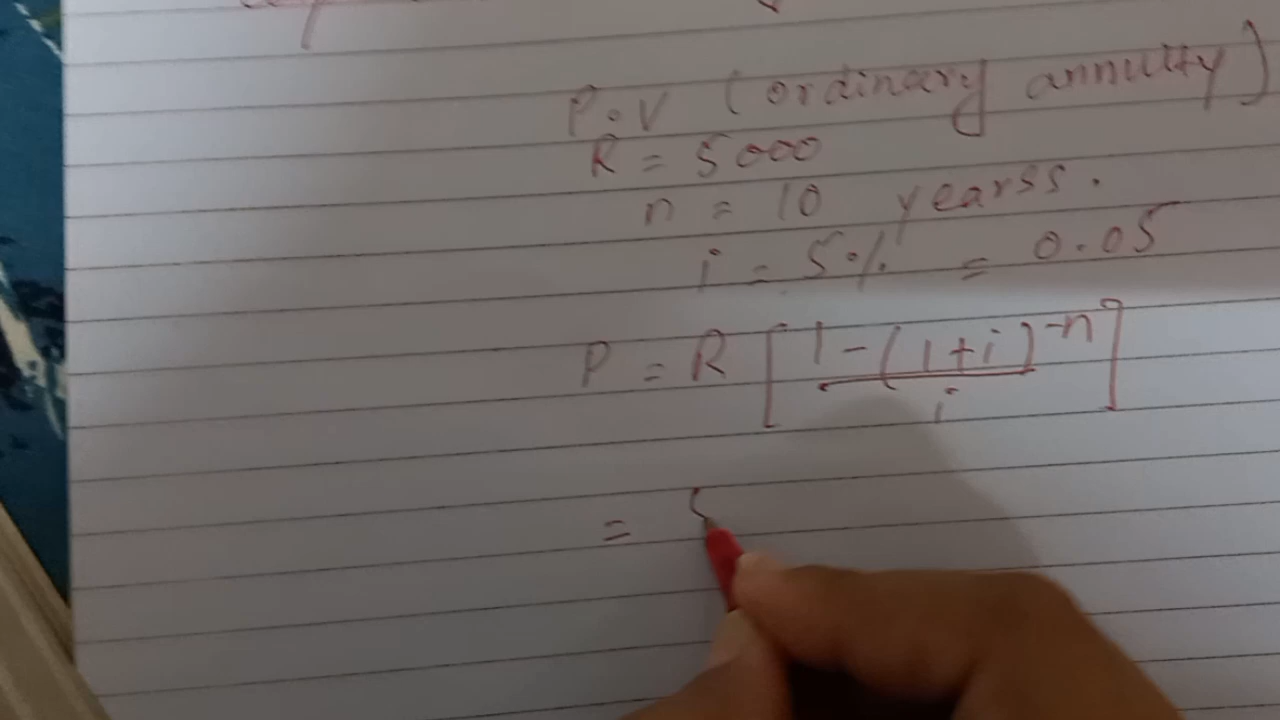 P.V (ordinary annuity)
R = 5000
n = 10 yearss.
i = 5% = 0.05
P = R [ 1-(1+i)^-n / i ]
=